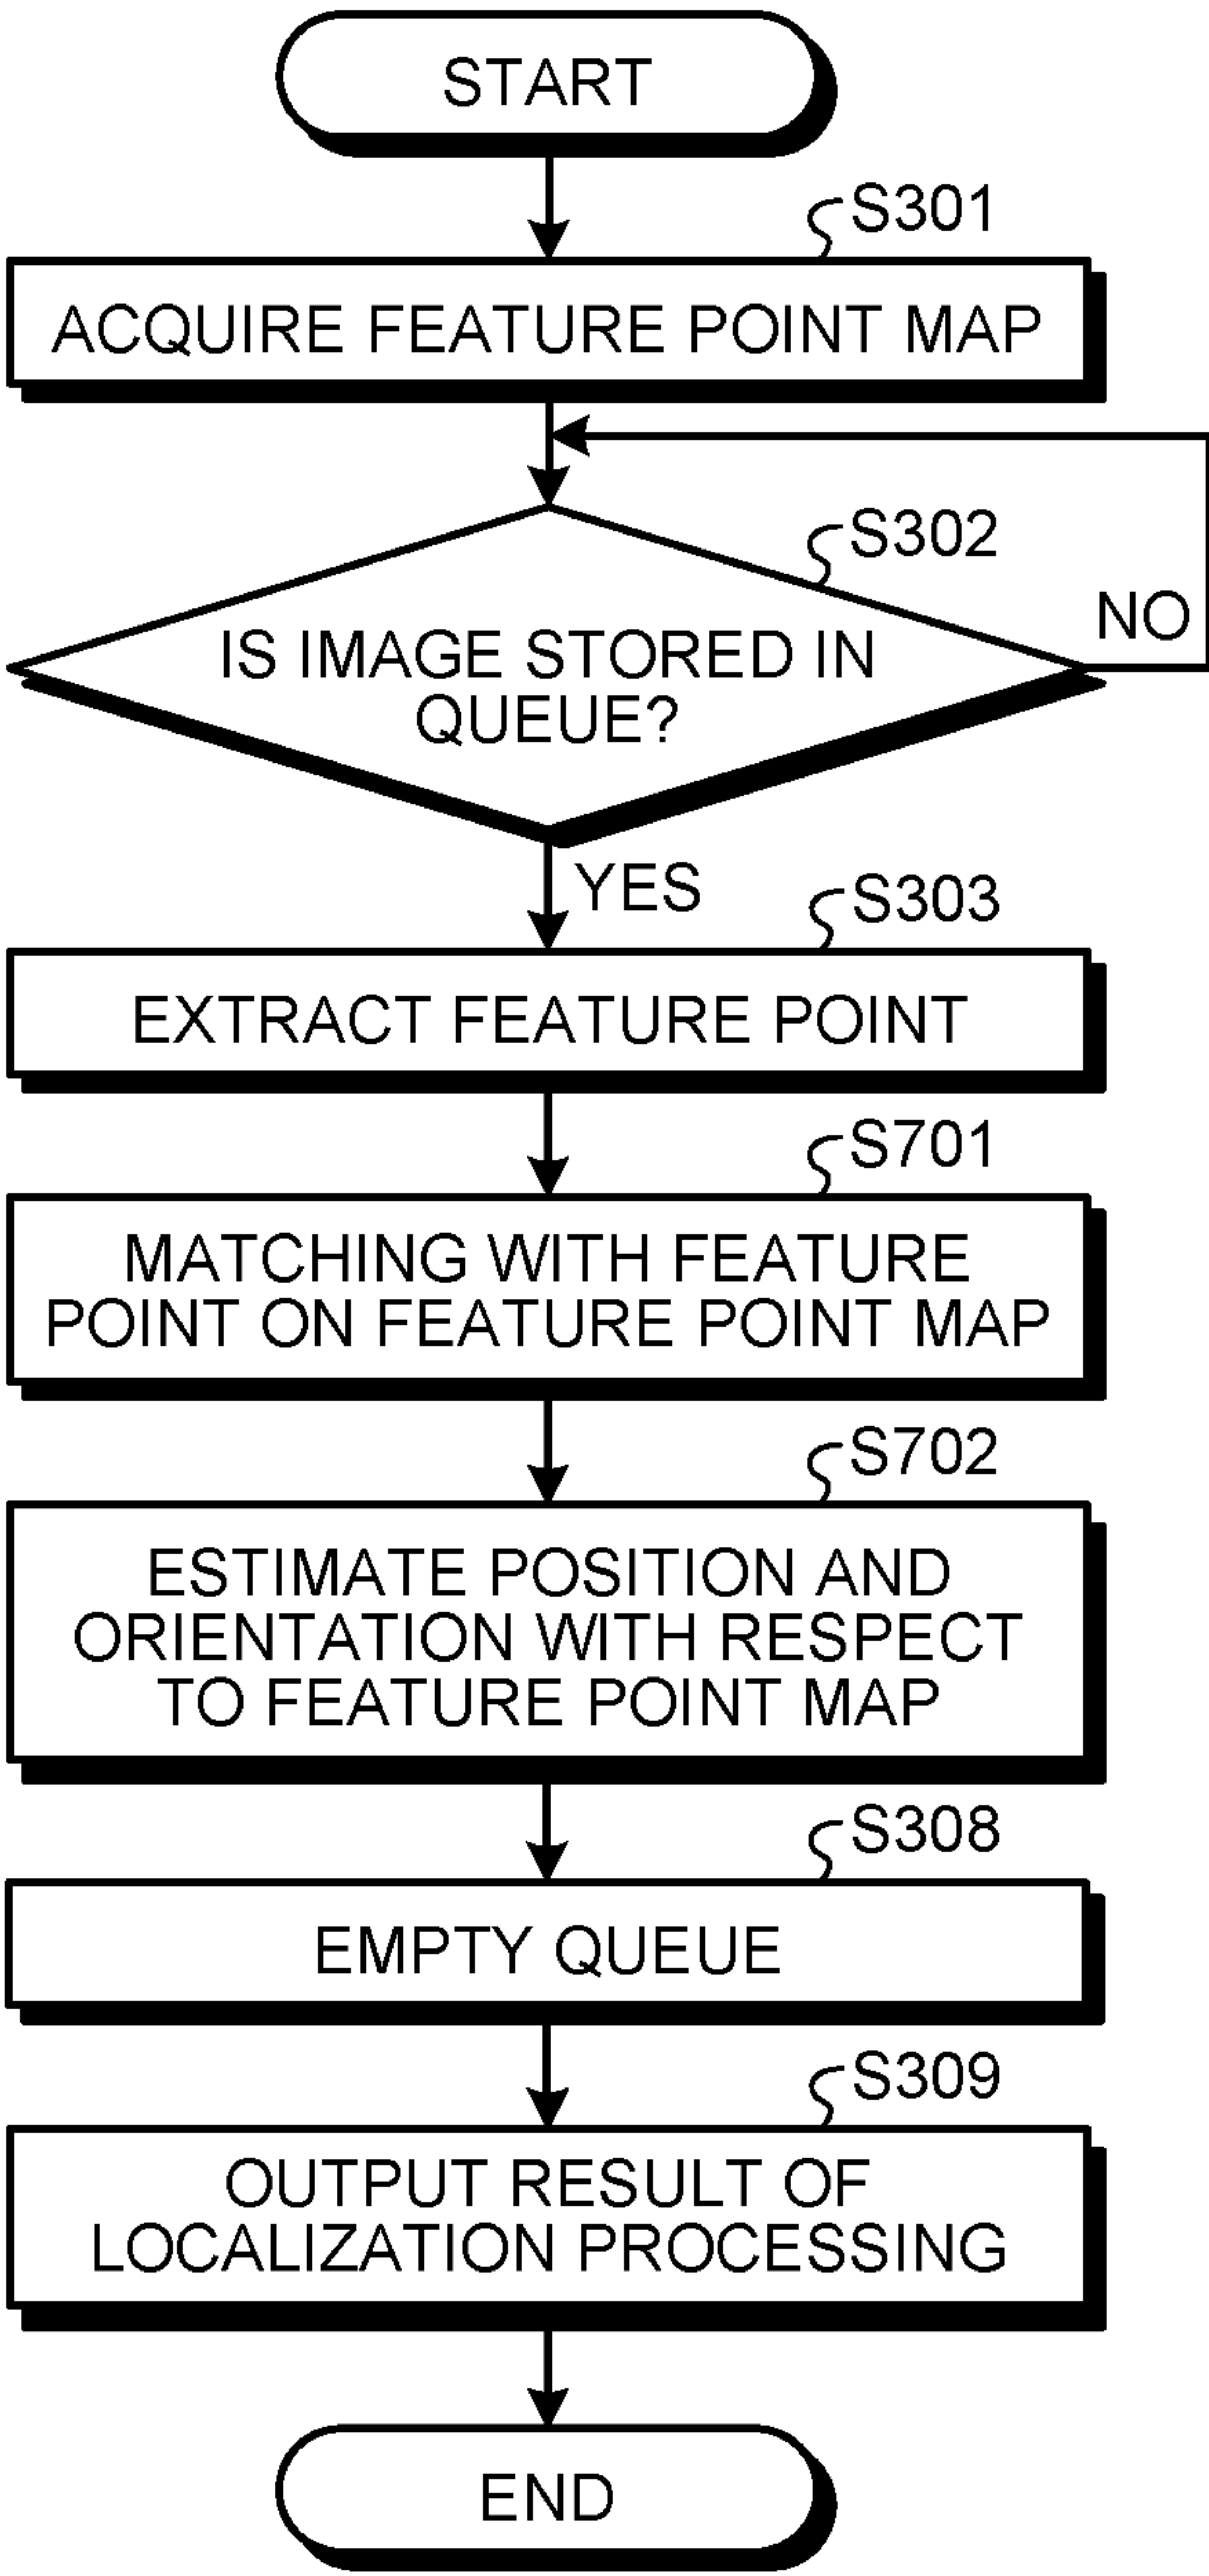 START
S301
ACQUIRE FEATURE POINT MAP
S302
NO
IS IMAGE STORED IN
QUEUE?
YES
S303
EXTRACT FEATURE POINT
S701
MATCHING WITH FEATURE
POINT ON FEATURE POINT MAP
S702
ESTIMATE POSITION AND
ORIENTATION WITH RESPECT
TO FEATURE POINT MAP
S308
EMPTY QUEUE
S309
OUTPUT RESULT OF
LOCALIZATION PROCESSING
END